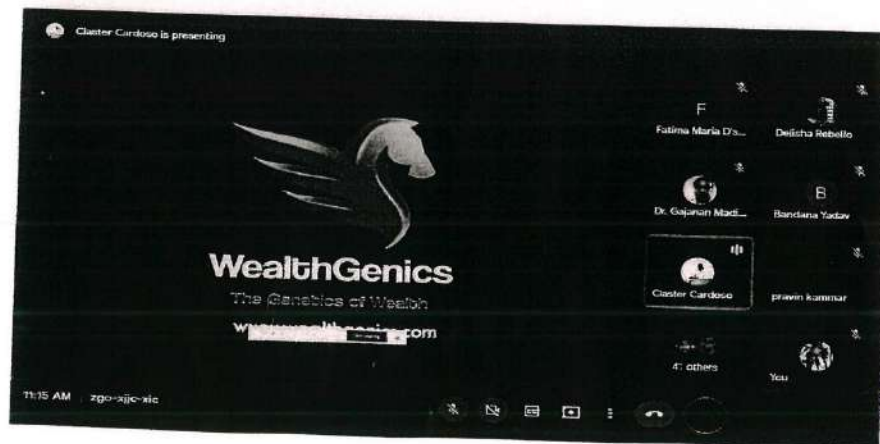 Claster Cardoso is presenting
WealthGenics
The Genetics of Wealth
F
Fatima Maria D's...
Delisha Rebello
Dr. Gajanan Madi...
B
Bandana Yadav
Claster Cardoso
pravin kammar
41 others
You
11:15 AM
zgo-xjjc-xic